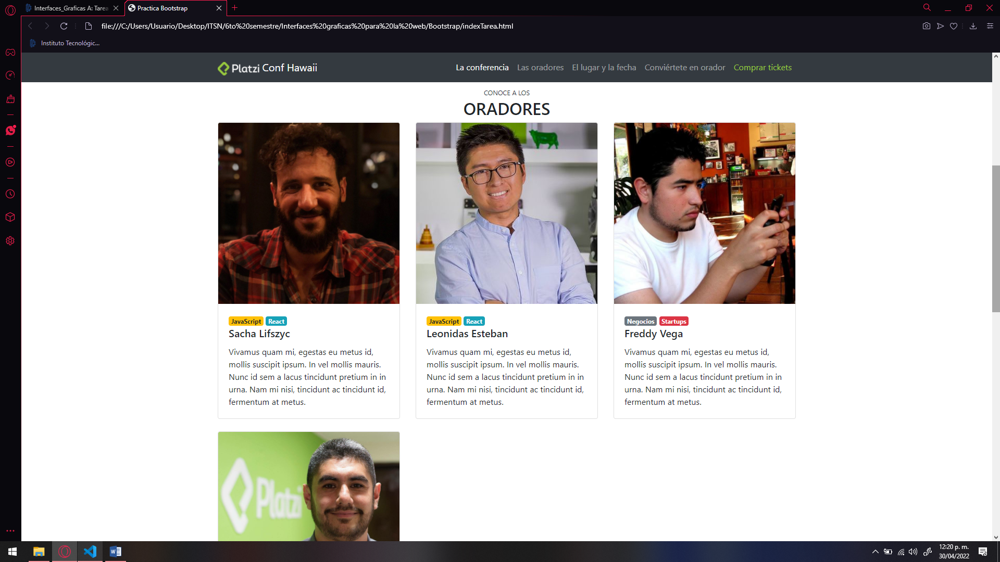 Interfaces_Graficas A: Tarea
Practica Bootstrap
file:///C:/Users/Usuario/Desktop/ITSN/6to%20semestre/Interfaces%20graficas%20para%20la%20web/Bootstrap/indexTarea.html
Instituto Tecnológic...
Platzi Conf Hawaii
La conferencia Las oradores El lugar y la fecha Conviértete en orador Comprar tickets
CONOCE A LOS
ORADORES
JavaScript React
Sacha Lifszyc
Vivamus quam mi, egestas eu metus id,
mollis suscipit ipsum. In vel mollis mauris.
Nunc id sem a lacus tincidunt pretium in in
urna. Nam mi nisi, tincidunt ac tincidunt id,
fermentum at metus.
JavaScript React
Leonidas Esteban
Vivamus quam mi, egestas eu metus id,
mollis suscipit ipsum. In vel mollis mauris.
Nunc id sem a lacus tincidunt pretium in in
urna. Nam mi nisi, tincidunt ac tincidunt id,
fermentum at metus.
Negocios Startups
Freddy Vega
Vivamus quam mi, egestas eu metus id,
mollis suscipit ipsum. In vel mollis mauris.
Nunc id sem a lacus tincidunt pretium in in
urna. Nam mi nisi, tincidunt ac tincidunt id,
fermentum at metus.
Platzi
12:20 p. m.
30/04/2022